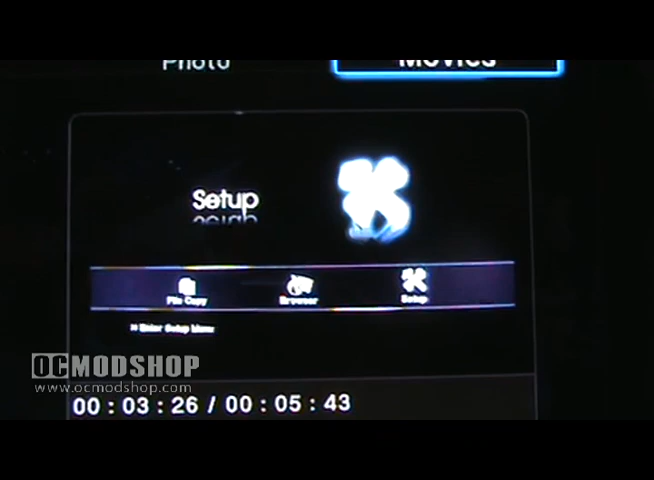 Photo
Movies
Setup
File Copy
Browser
Setup
Enter Setup Menu
OCMODSHOP
www.ocmodshop.com
00 : 03 : 26 / 00 : 05 : 43